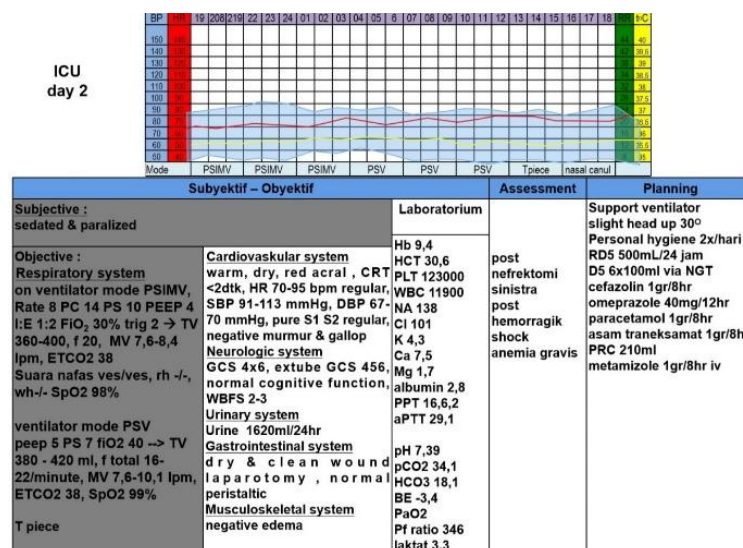 ICU
day 2
BP HR 19 208 219 22 23 24 01 02 03 04 05 6 07 08 09 10 11 12 13 14 15 16 17 18 RR t°C
150
140
130
120
110
100
90
80
70
60
50
40
37
36,5
36
35,5
35
Mode PSIMV PSIMV PSIMV PSV PSV PSV Tpiece nasal canul
Subyektif – Obyektif Assessment Planning
Subjective :
sedated & paralized
Objective :
Respiratory system
on ventilator mode PSIMV,
Rate 8 PC 14 PS 10 PEEP 4
I:E 1:2 FiO2 30% trig 2 → TV
360-400, f 20, MV 7,6-8,4
lpm, ETCO2 38
Suara nafas ves/ves, rh -/-,
wh-/- SpO2 98%
ventilator mode PSV
peep 5 PS 7 fiO2 40 --> TV
380 - 420 ml, f total 16-
22/minute, MV 7,6-10,1 lpm,
ETCO2 38, SpO2 99%
T piece
Cardiovaskular system
warm, dry, red acral , CRT
<2dtk, HR 70-95 bpm regular,
SBP 91-113 mmHg, DBP 67-
70 mmHg, pure S1 S2 regular,
negative murmur & gallop
Neurologic system
GCS 4x6, extube GCS 456,
normal cognitive function,
WBFS 2-3
Urinary system
Urine 1620ml/24hr
Gastrointestinal system
dry & clean wound
laparotomy , normal
peristaltic
Musculoskeletal system
negative edema
Laboratorium
Hb 9,4
HCT 30,6
PLT 123000
WBC 11900
NA 138
Cl 101
K 4,3
Ca 7,5
Mg 1,7
albumin 2,8
PPT 16,6,2
aPTT 29,1
pH 7,39
pCO2 34,1
HCO3 18,1
BE -3,4
PaO2
Pf ratio 346
laktat 3,3
post
nefrektomi
sinistra
post
hemorragik
shock
anemia gravis
Support ventilator
slight head up 30O
Personal hygiene 2x/hari
RD5 500mL/24 jam
D5 6x100ml via NGT
cefazolin 1gr/8hr
omeprazole 40mg/12hr
paracetamol 1gr/8hr
asam traneksamat 1gr/8h
PRC 210ml
metamizole 1gr/8hr iv